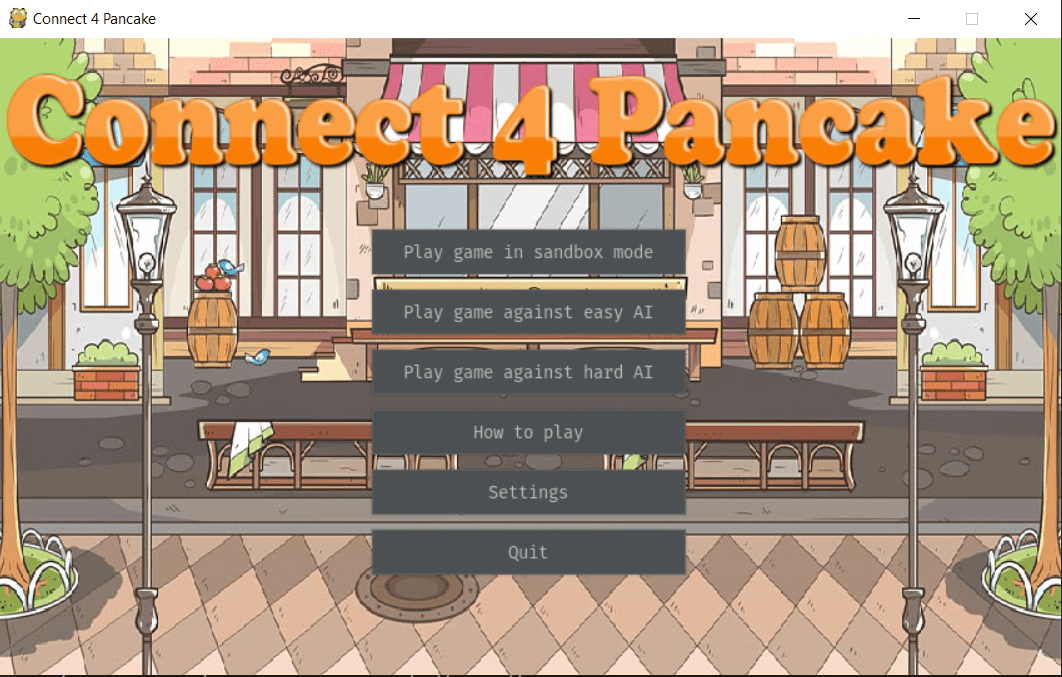 Connect 4 Pancake
Connect 4 Pancake
Play game in sandbox mode
Play game against easy AI
Play game against hard AI
How to play
Settings
Quit